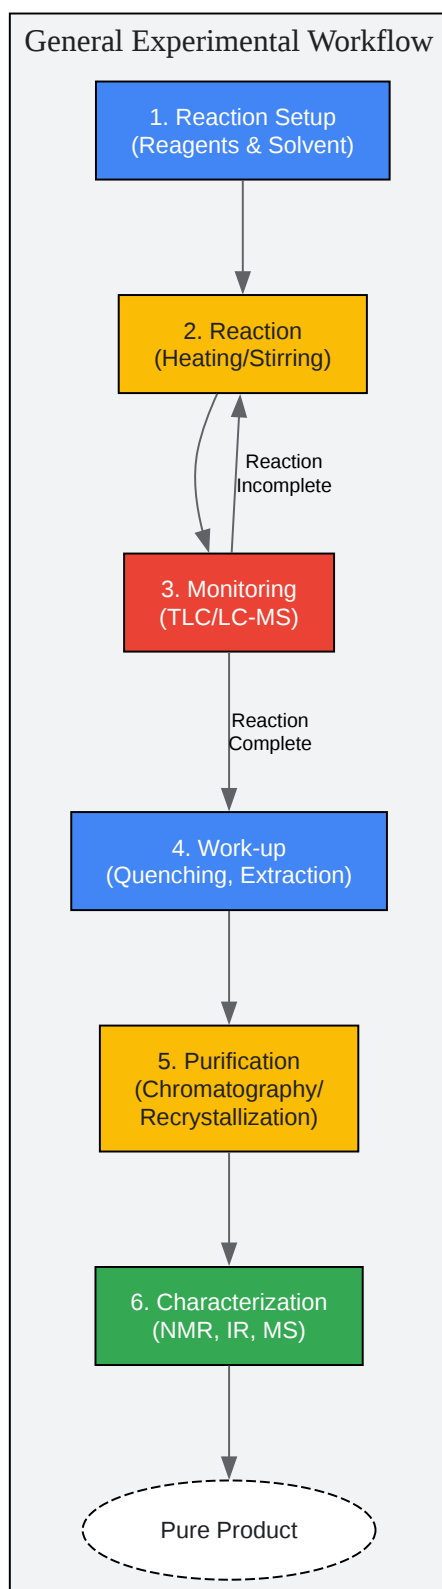 General Experimental Workflow
1. Reaction Setup
(Reagents & Solvent)
2. Reaction
(Heating/Stirring)
Reaction
Incomplete
3. Monitoring
(TLC/LC-MS)
Reaction
Complete
4. Work-up
(Quenching, Extraction)
5. Purification
(Chromatography/
Recrystallization)
6. Characterization
(NMR, IR, MS)
Pure Product